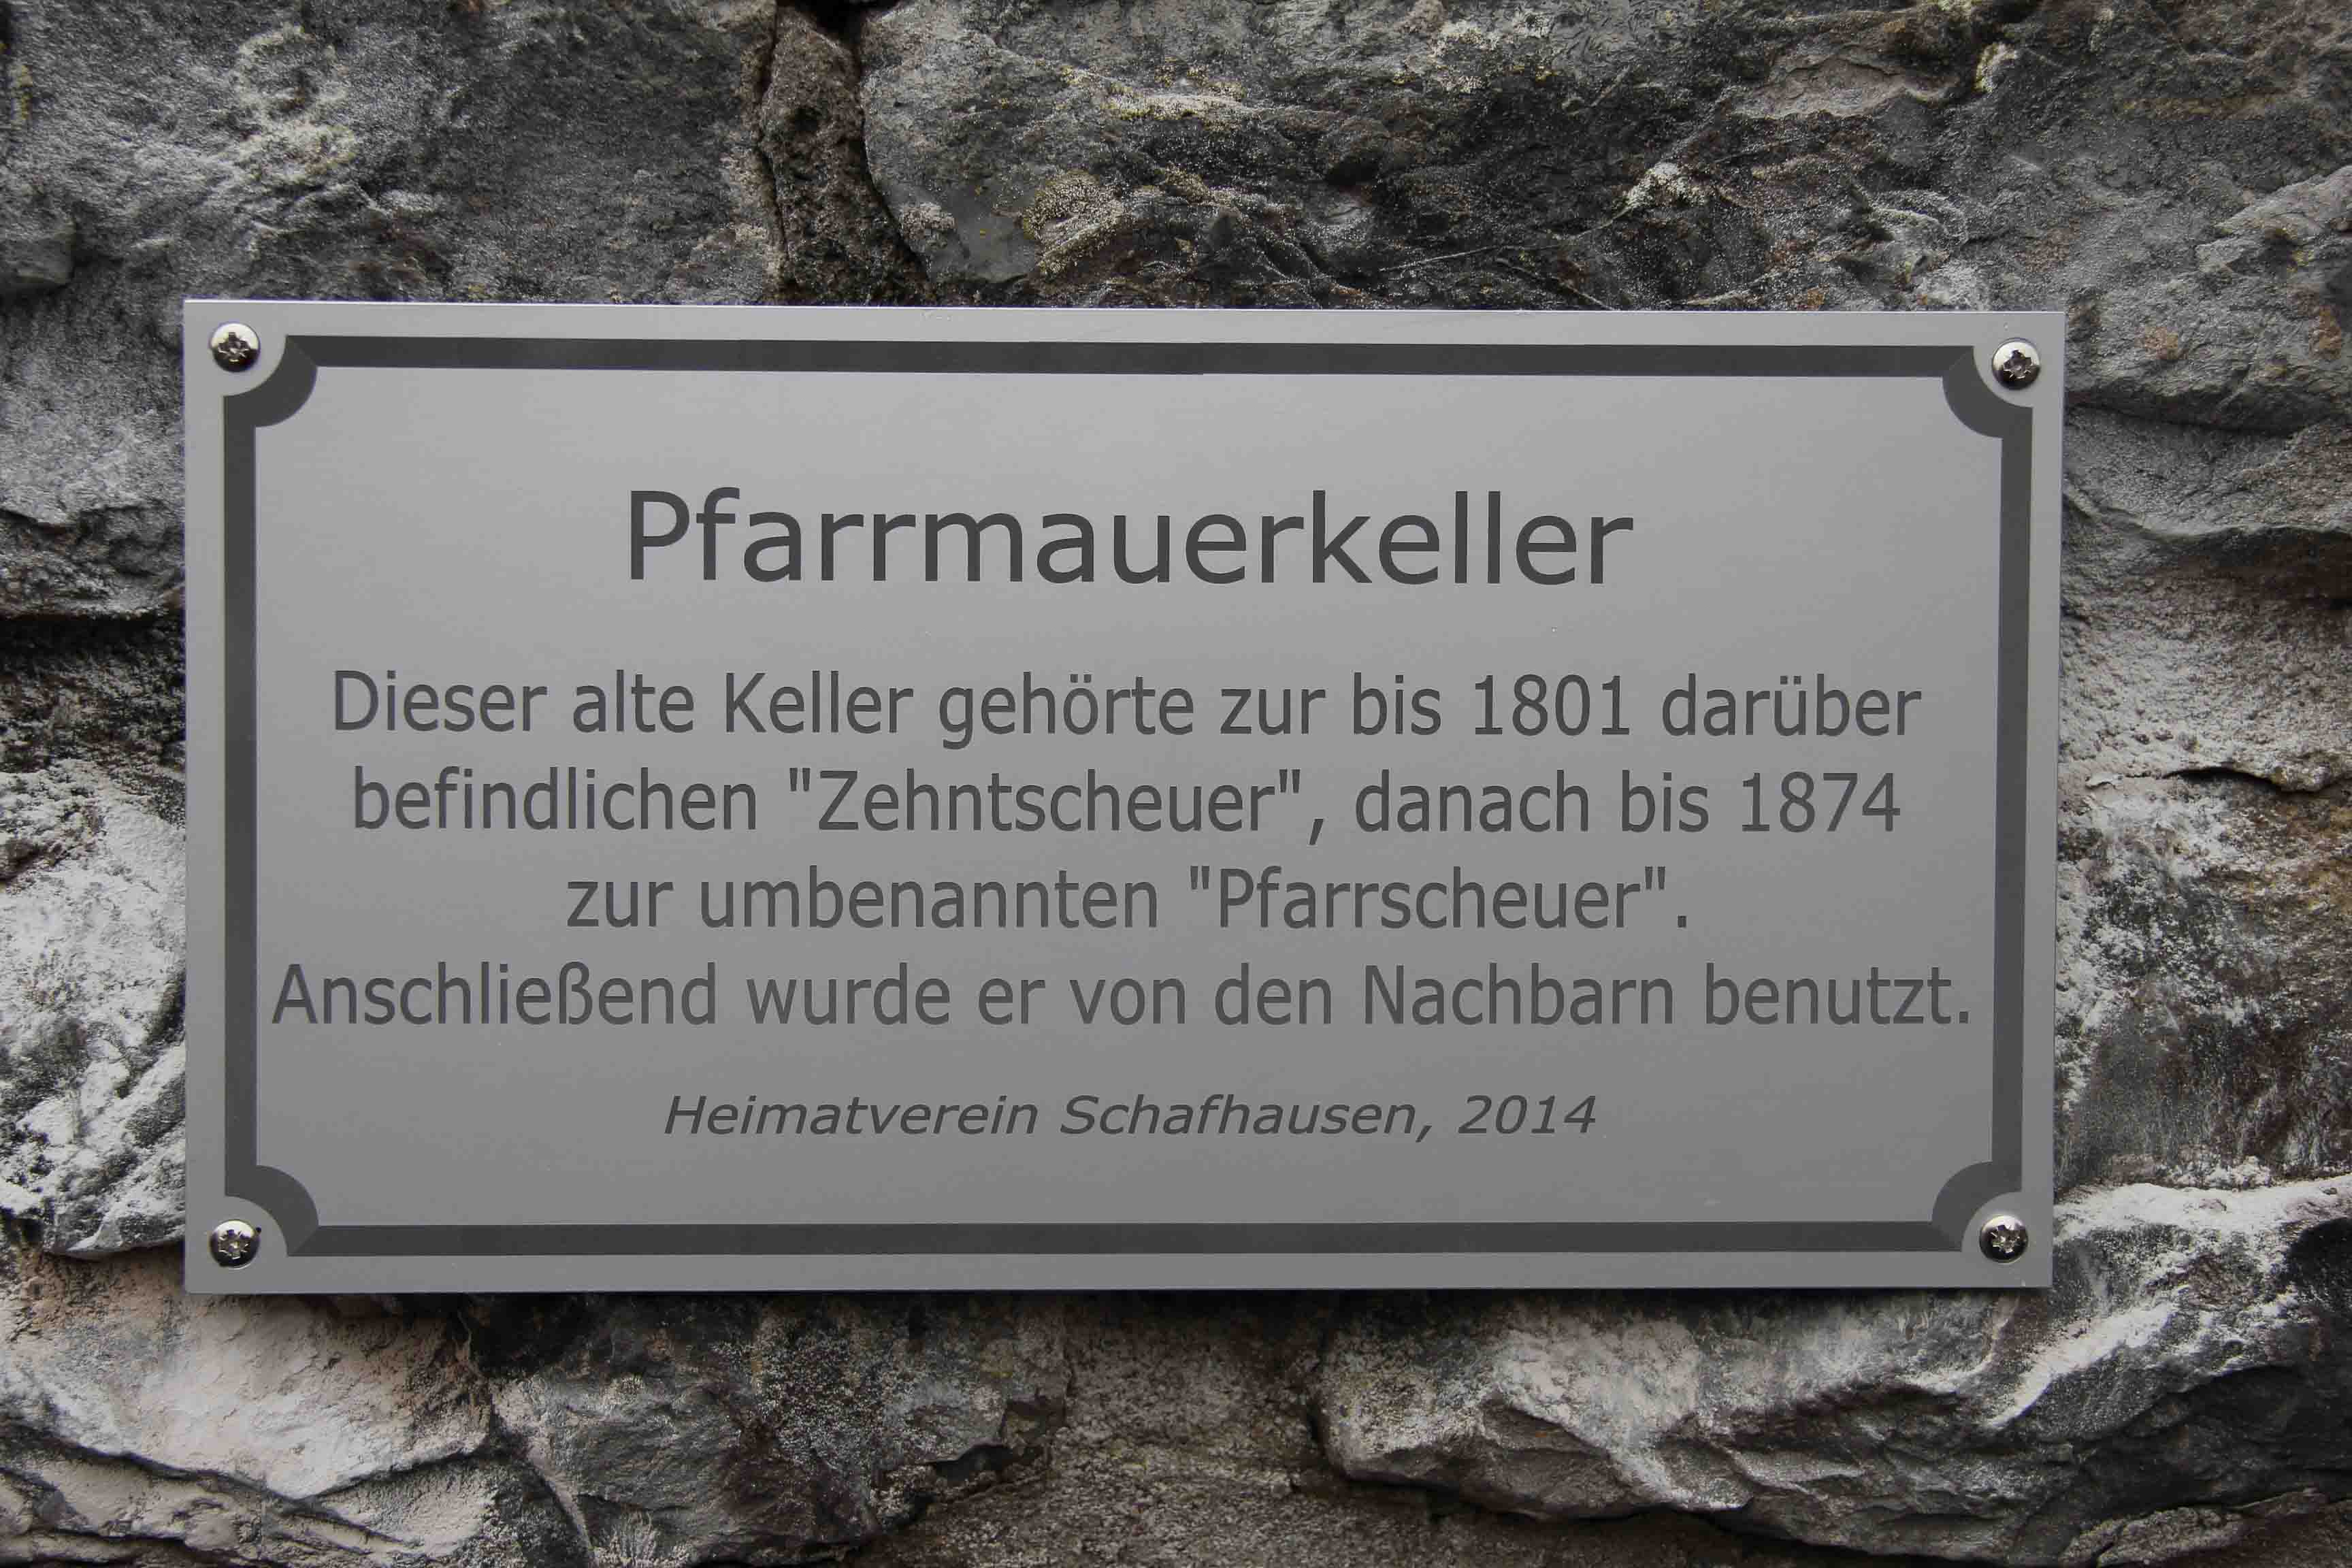 Pfarrmauerkeller
Dieser alte Keller gehörte zur bis 1801 darüber
befindlichen "Zehntscheuer", danach bis 1874
zur umbenannten "Pfarrscheuer".
Anschließend wurde er von den Nachbarn benutzt.
Heimatverein Schafhausen, 2014